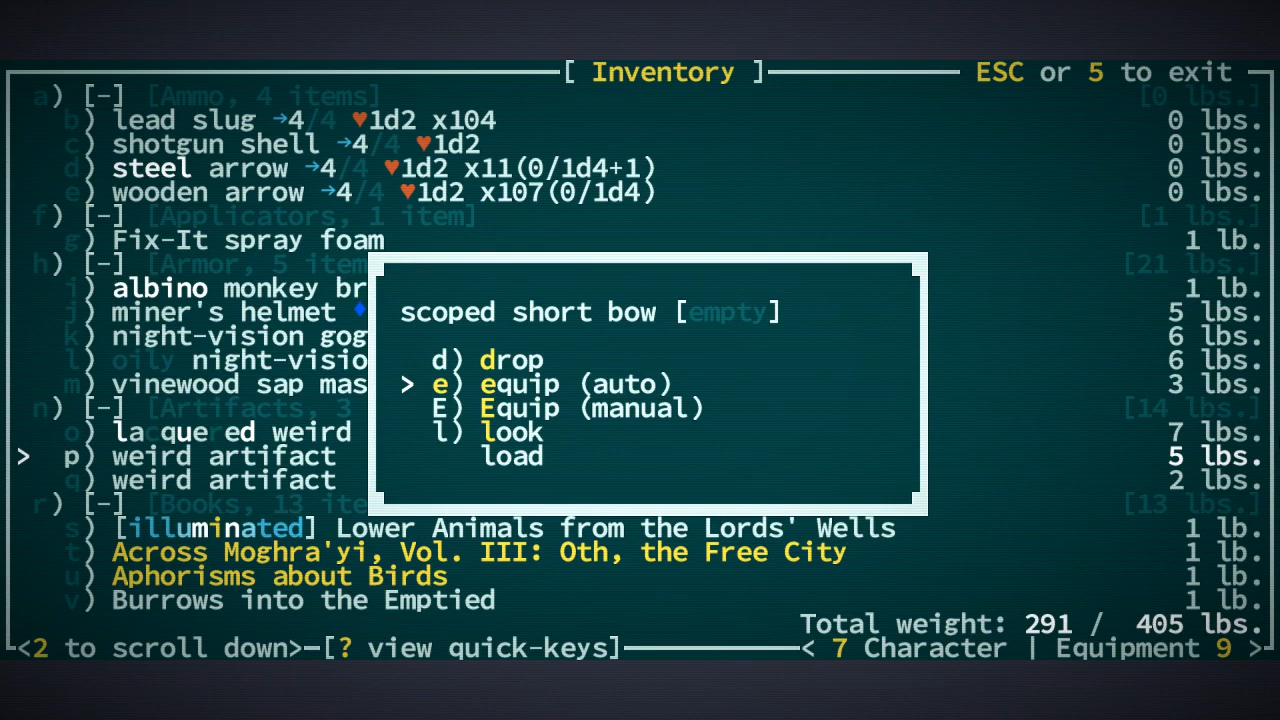 [ Inventory ] ESC or 5 to exit
a) [-] [Ammo, 4 items] [0 lbs.]
b) lead slug →4/4 ♥1d2 x104 0 lbs.
c) shotgun shell →4/4 ♥1d2 0 lbs.
d) steel arrow →4/4 ♥1d2 x11(0/1d4+1) 0 lbs.
e) wooden arrow →4/4 ♥1d2 x107(0/1d4) 0 lbs.
f) [-] [Applicators, 1 item] [1 lbs.]
g) Fix-It spray foam 1 lb.
h) [-] [Armor, 5 item [21 lbs.]
i) albino monkey br 1 lb.
j) miner's helmet ♦ 5 lbs.
k) night-vision gog 6 lbs.
l) oily night-visio 6 lbs.
m) vinewood sap mas 3 lbs.
n) [-] [Artifacts, 3 [14 lbs.]
o) lacquered weird 7 lbs.
> p) weird artifact 5 lbs.
q) weird artifact 2 lbs.
r) [-] [Books, 13 ite [13 lbs.]
s) [illuminated] Lower Animals from the Lords' Wells 1 lb.
t) Across Moghra'yi, Vol. III: Oth, the Free City 1 lb.
u) Aphorisms about Birds 1 lb.
v) Burrows into the Emptied 1 lb.
scoped short bow [empty]
d) drop
> e) equip (auto)
E) Equip (manual)
l) look
load
Total weight: 291 / 405 lbs.
<2 to scroll down> [? view quick-keys] < 7 Character | Equipment 9 >